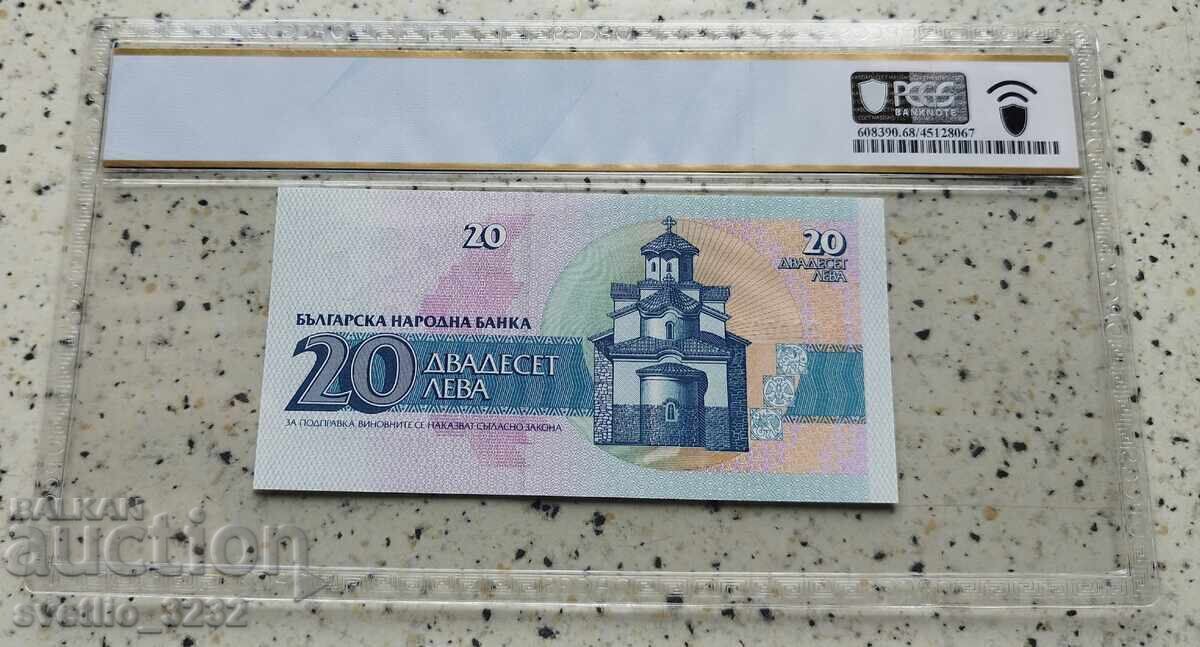 PCGS
BANKNOTE
608390.68/45128067
20
20
ДВАДЕСЕТ
ЛЕВА
БЪЛГАРСКА НАРОДНА БАНКА
20 ДВАДЕСЕТ
ЛЕВА
ЗА ПОДПРАВКА ВИНОВНИТЕ СЕ НАКАЗВАТ СЪГЛАСНО ЗАКОНА
BALKAN
auction
svetlio_3232